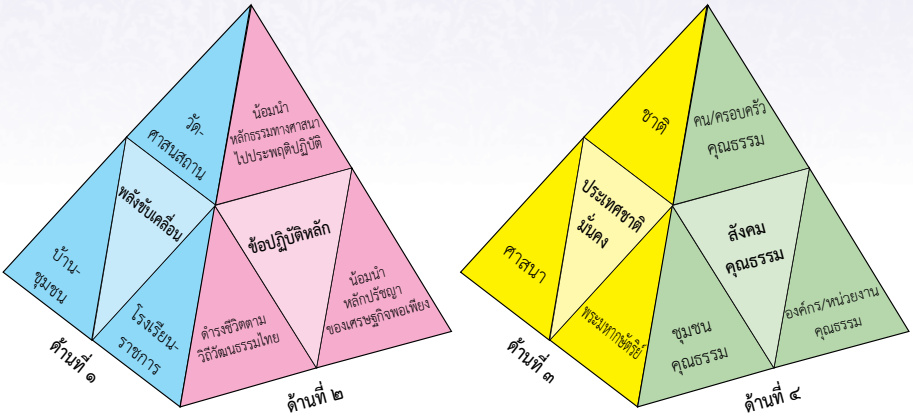 วัด-
ศาสนสถาน
พลังขับเคลื่อน
บ้าน-
ชุมชน
โรงเรียน-
ราชการ
ด้านที่ ๑
น้อมนำ
หลักธรรมทางศาสนา
ไปประพฤติปฏิบัติ
ข้อปฏิบัติหลัก
ดำรงชีวิตตาม
วิถีวัฒนธรรมไทย
น้อมนำ
หลักปรัชญา
ของเศรษฐกิจพอเพียง
ด้านที่ ๒
ชาติ
ประเทศชาติ
มั่นคง
ศาสนา
พระมหากษัตริย์
ด้านที่ ๓
คน/ครอบครัว
คุณธรรม
สังคม
คุณธรรม
ชุมชน
คุณธรรม
องค์กร/หน่วยงาน
คุณธรรม
ด้านที่ ๔